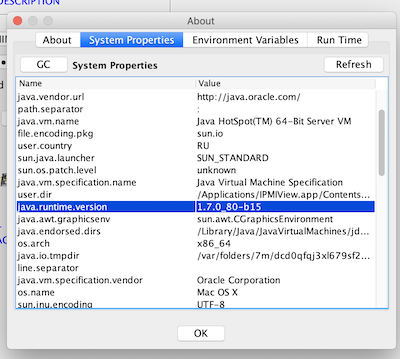 DESCRIPTION
About
About System Properties Environment Variables Run Time
GC System Properties Refresh
Name Value
java.vendor.url http://java.oracle.com/
path.separator :
java.vm.name Java HotSpot(TM) 64-Bit Server VM
file.encoding.pkg sun.io
user.country RU
sun.java.launcher SUN_STANDARD
sun.os.patch.level unknown
java.vm.specification.name Java Virtual Machine Specification
user.dir /Applications/IPMIView.app/Contents...
java.runtime.version 1.7.0_80-b15
java.awt.graphicsenv sun.awt.CGraphicsEnvironment
java.endorsed.dirs /Library/Java/JavaVirtualMachines/jd...
os.arch x86_64
java.io.tmpdir /var/folders/7m/dcd0qfqj3xl679sf2...
line.separator
java.vm.specification.vendor Oracle Corporation
os.name Mac OS X
sun.jnu.encoding UTF-8
OK